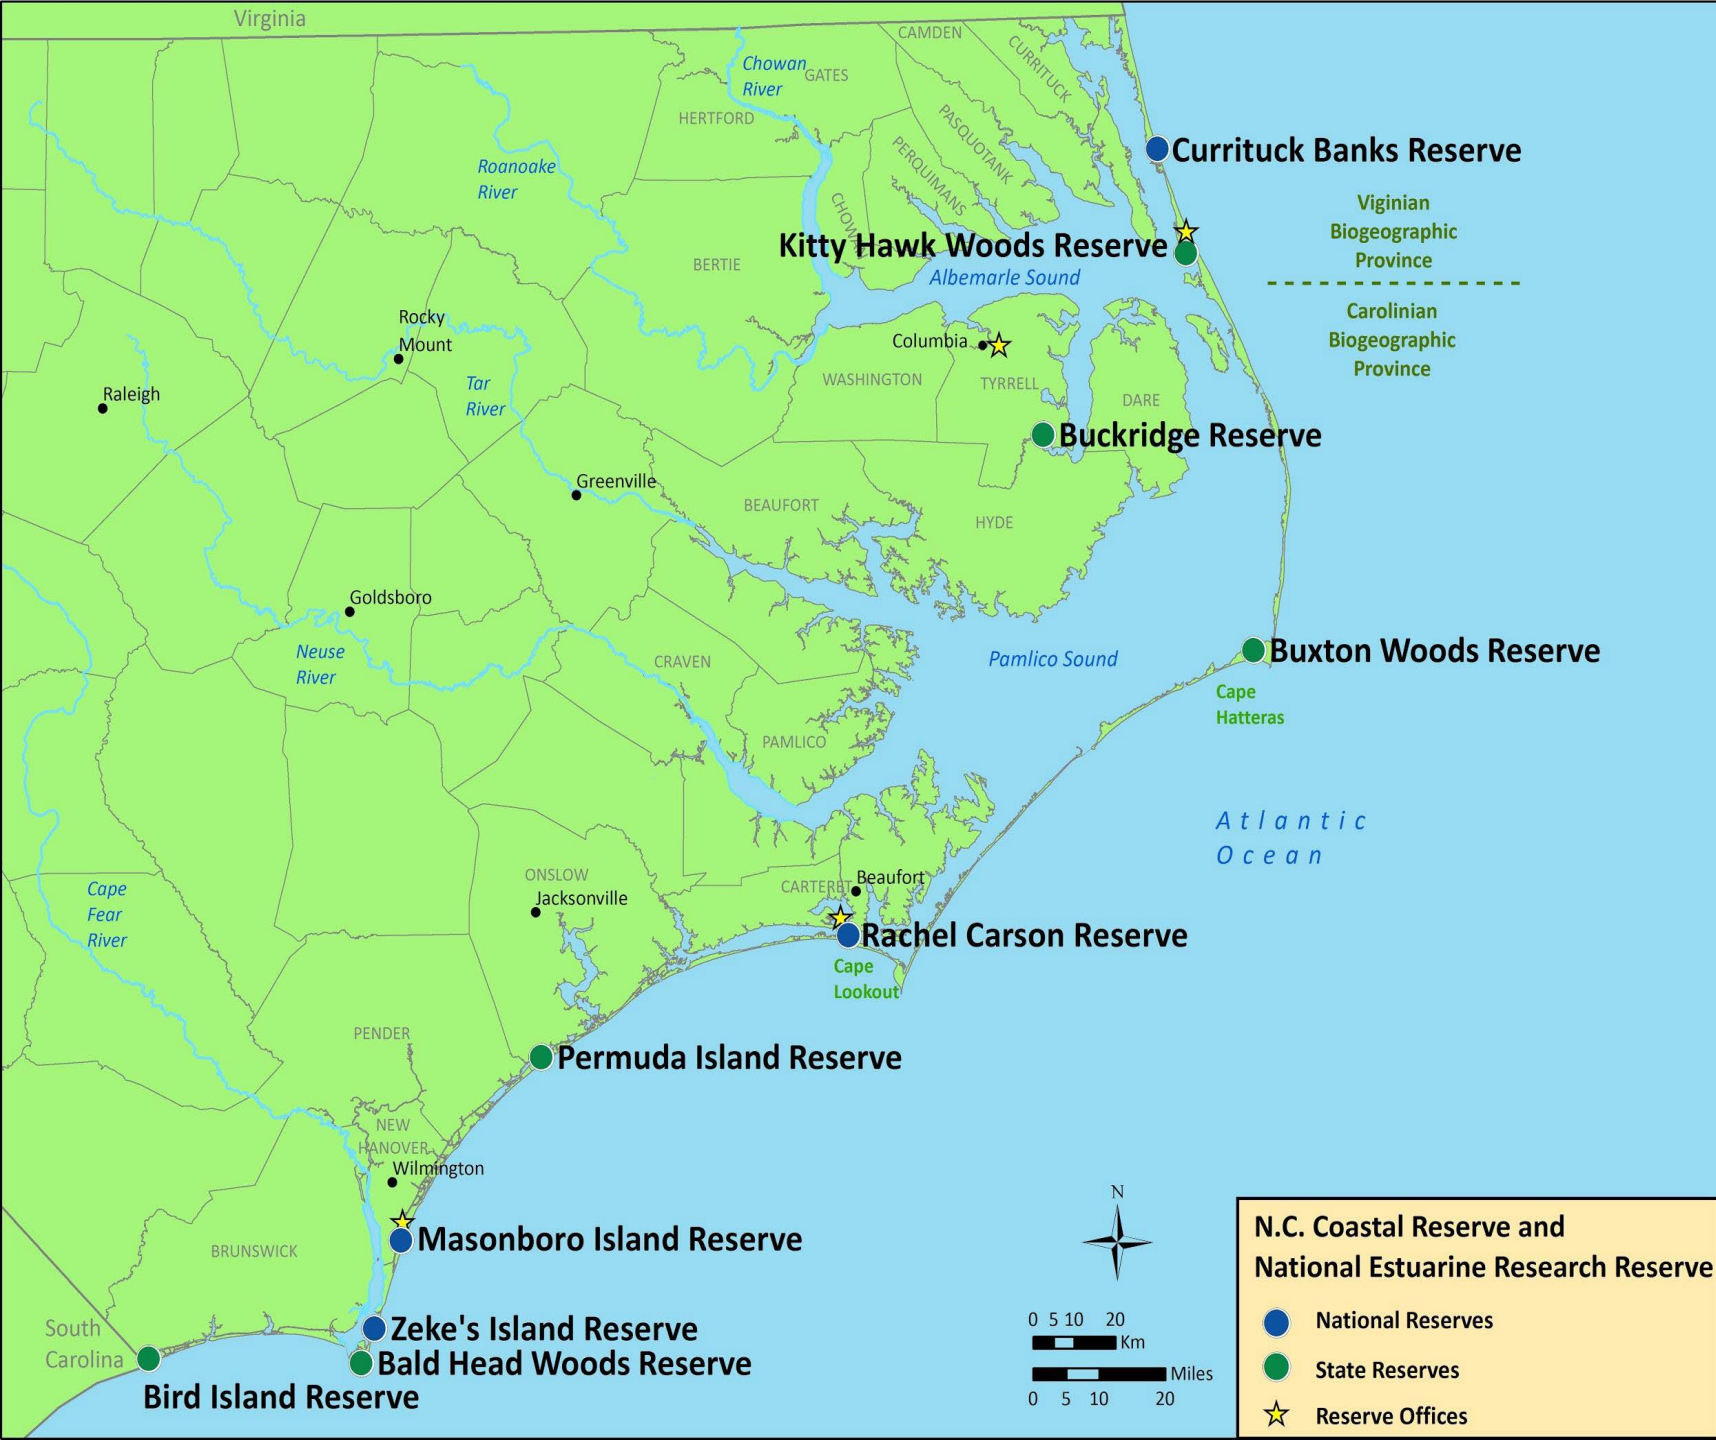 Virginia
CAMDEN
CURRITUCK
Chowan
River
GATES
HERTFORD
PASQUOTANK
PERQUIMANS
CHOWAN
Roanoake
River
BERTIE
Currituck Banks Reserve
Viginian
Biogeographic
Province
Kitty Hawk Woods Reserve
Albemarle Sound
Carolinian
Biogeographic
Province
Rocky
Mount
Columbia
WASHINGTON
TYRRELL
DARE
Raleigh
Tar
River
Buckridge Reserve
Greenville
BEAUFORT
HYDE
Goldsboro
Neuse
River
CRAVEN
Pamlico Sound
Buxton Woods Reserve
Cape
Hatteras
PAMLICO
Atlantic
Ocean
Cape
Fear
River
ONSLOW
Jacksonville
CARTERET
Beaufort
Rachel Carson Reserve
Cape
Lookout
PENDER
Permuda Island Reserve
NEW
HANOVER
Wilmington
Masonboro Island Reserve
BRUNSWICK
Zeke's Island Reserve
Bald Head Woods Reserve
South
Carolina
Bird Island Reserve
N
0 5 10 20
Km
Miles
0 5 10 20
N.C. Coastal Reserve and
National Estuarine Research Reserve
National Reserves
State Reserves
Reserve Offices